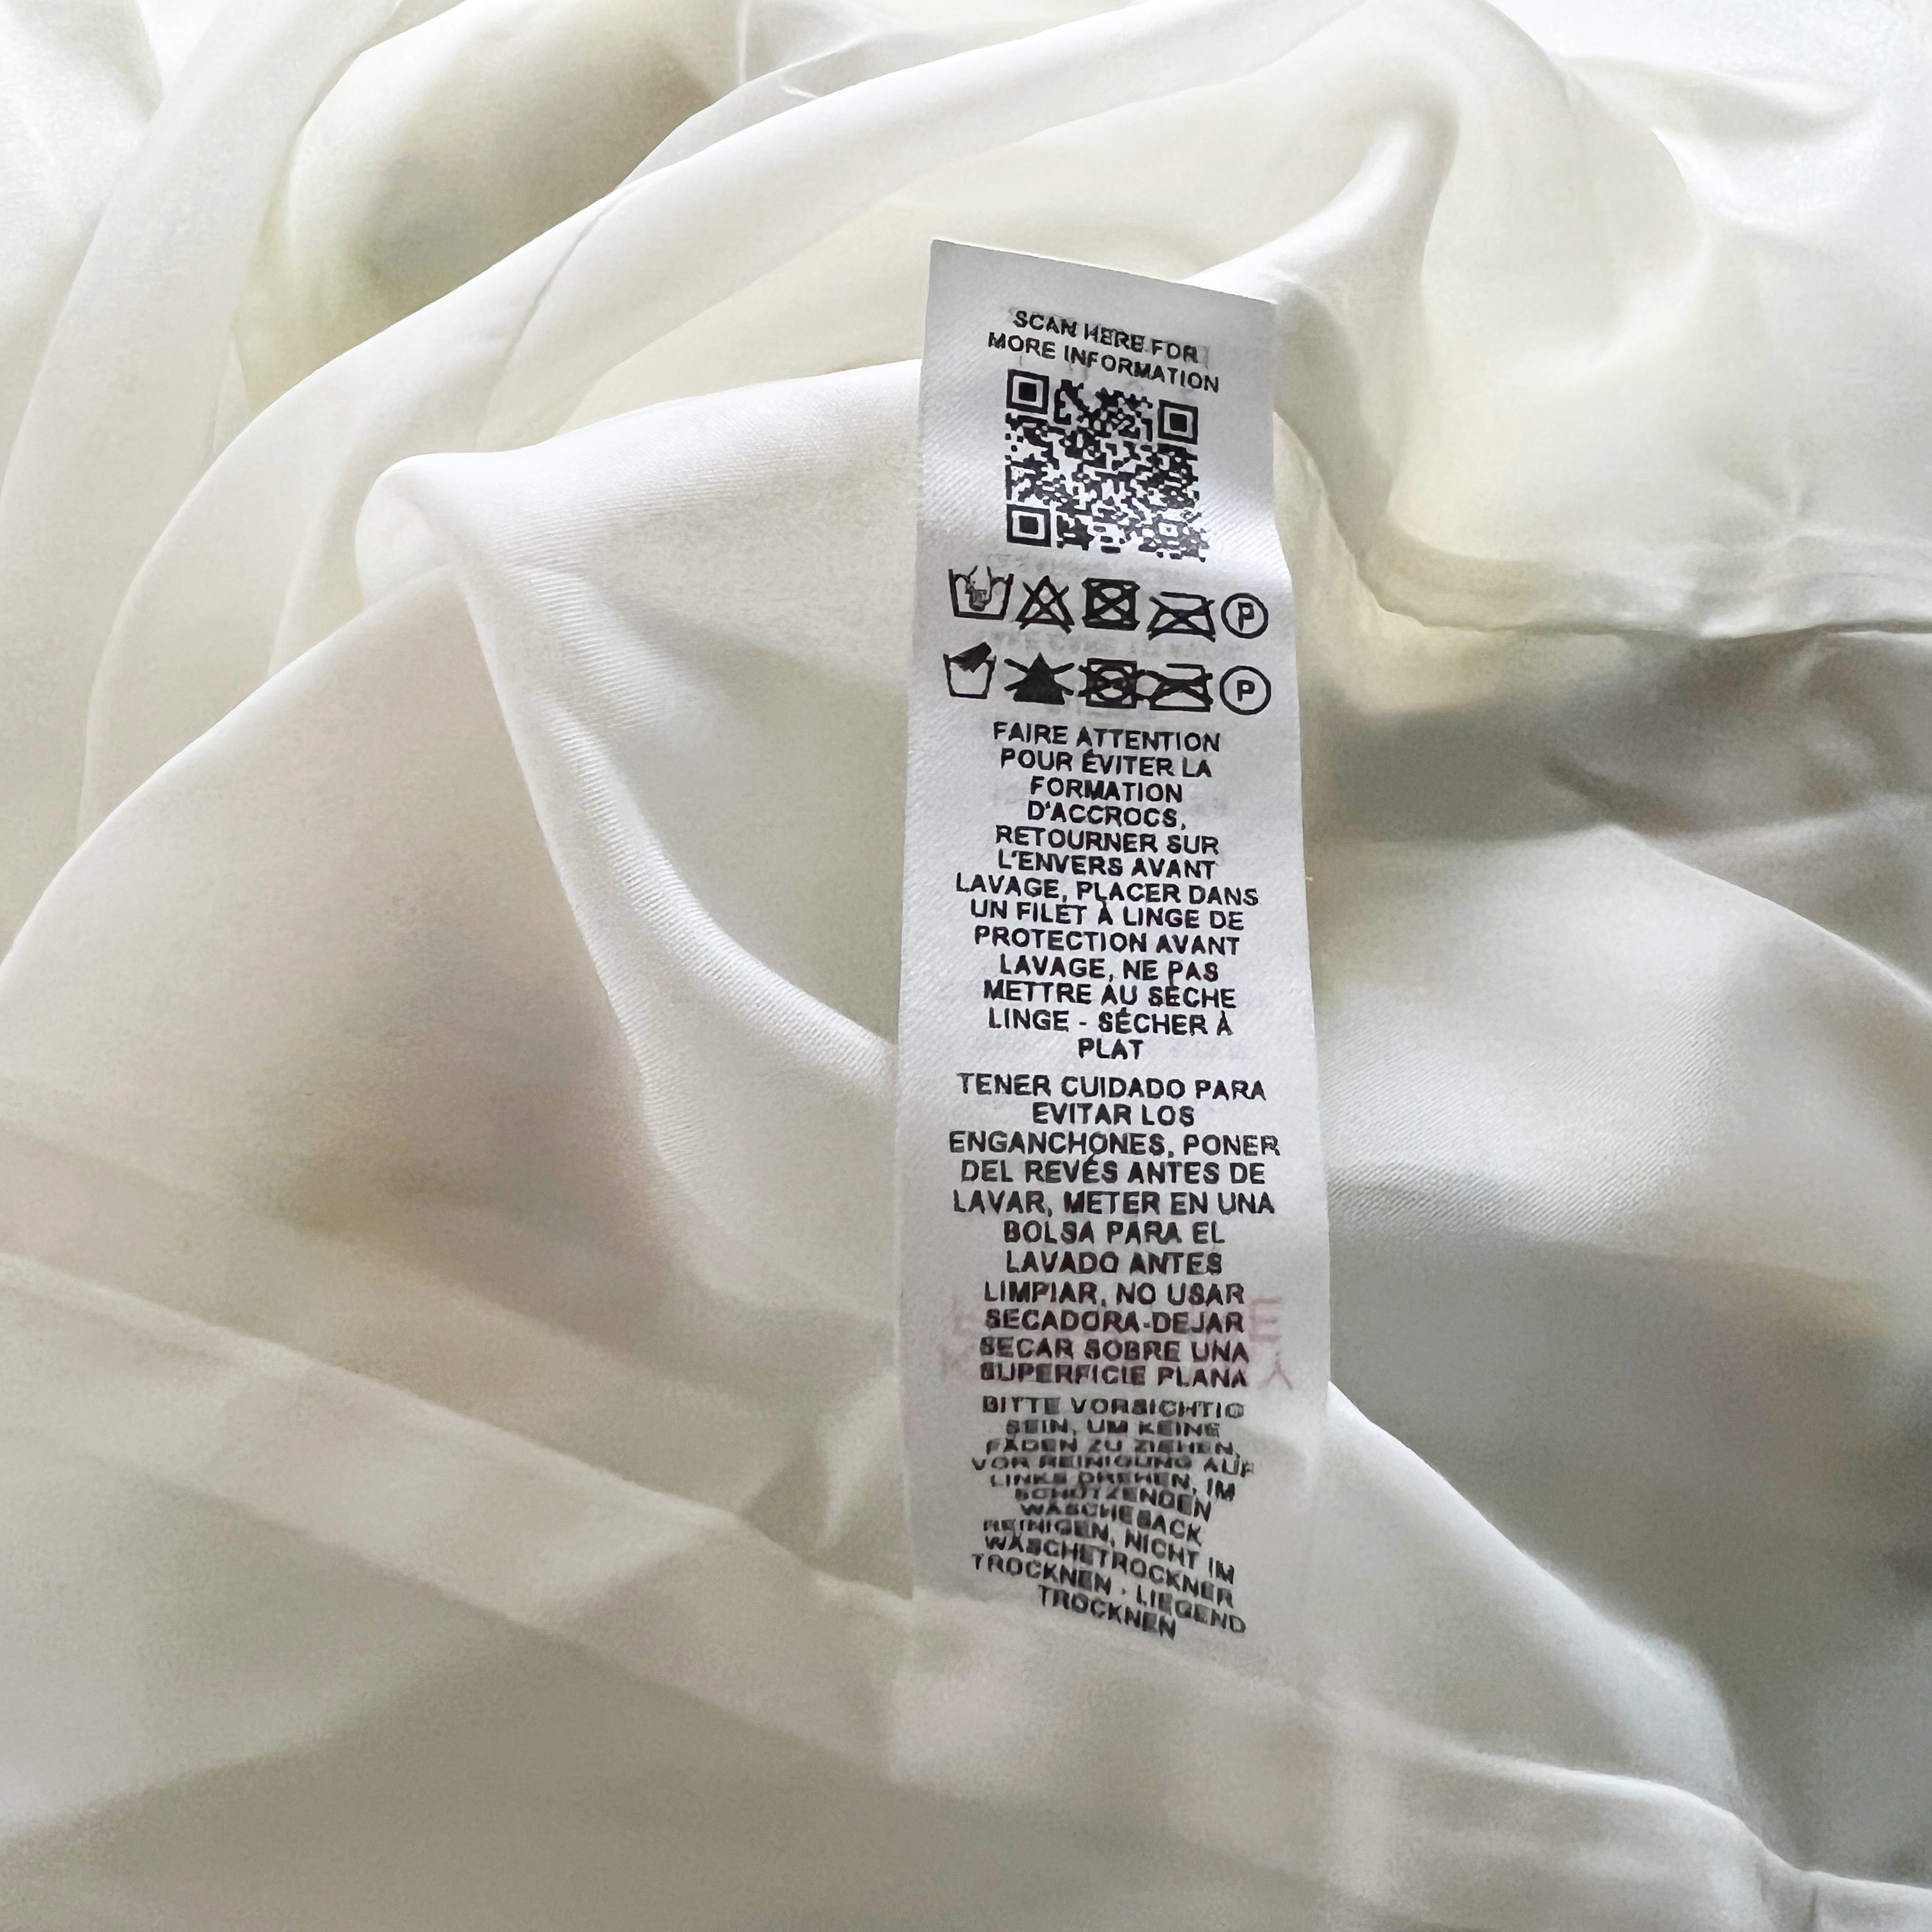 SCAN HERE FOR
MORE INFORMATION
P
P
FAIRE ATTENTION
POUR ÉVITER LA
FORMATION
D'ACCROCS,
RETOURNER SUR
L'ENVERS AVANT
LAVAGE, PLACER DANS
UN FILET À LINGE DE
PROTECTION AVANT
LAVAGE, NE PAS
METTRE AU SÈCHE
LINGE - SÉCHER À
PLAT
TENER CUIDADO PARA
EVITAR LOS
ENGANCHONES, PONER
DEL REVÉS ANTES DE
LAVAR, METER EN UNA
BOLSA PARA EL
LAVADO ANTES
LIMPIAR, NO USAR
SECADORA-DEJAR
SECAR SOBRE UNA
SUPERFICIE PLANA
BITTE VORSICHTIG
SEIN, UM KEINE
FÄDEN ZU ZIEHEN,
VOR REINIGUNG AUF
LINKS DREHEN, IM
SCHÜTZENDEN
WÄSCHESACK
REINIGEN, NICHT IM
WÄSCHETROCKNER
TROCKNEN - LIEGEND
TROCKNEN